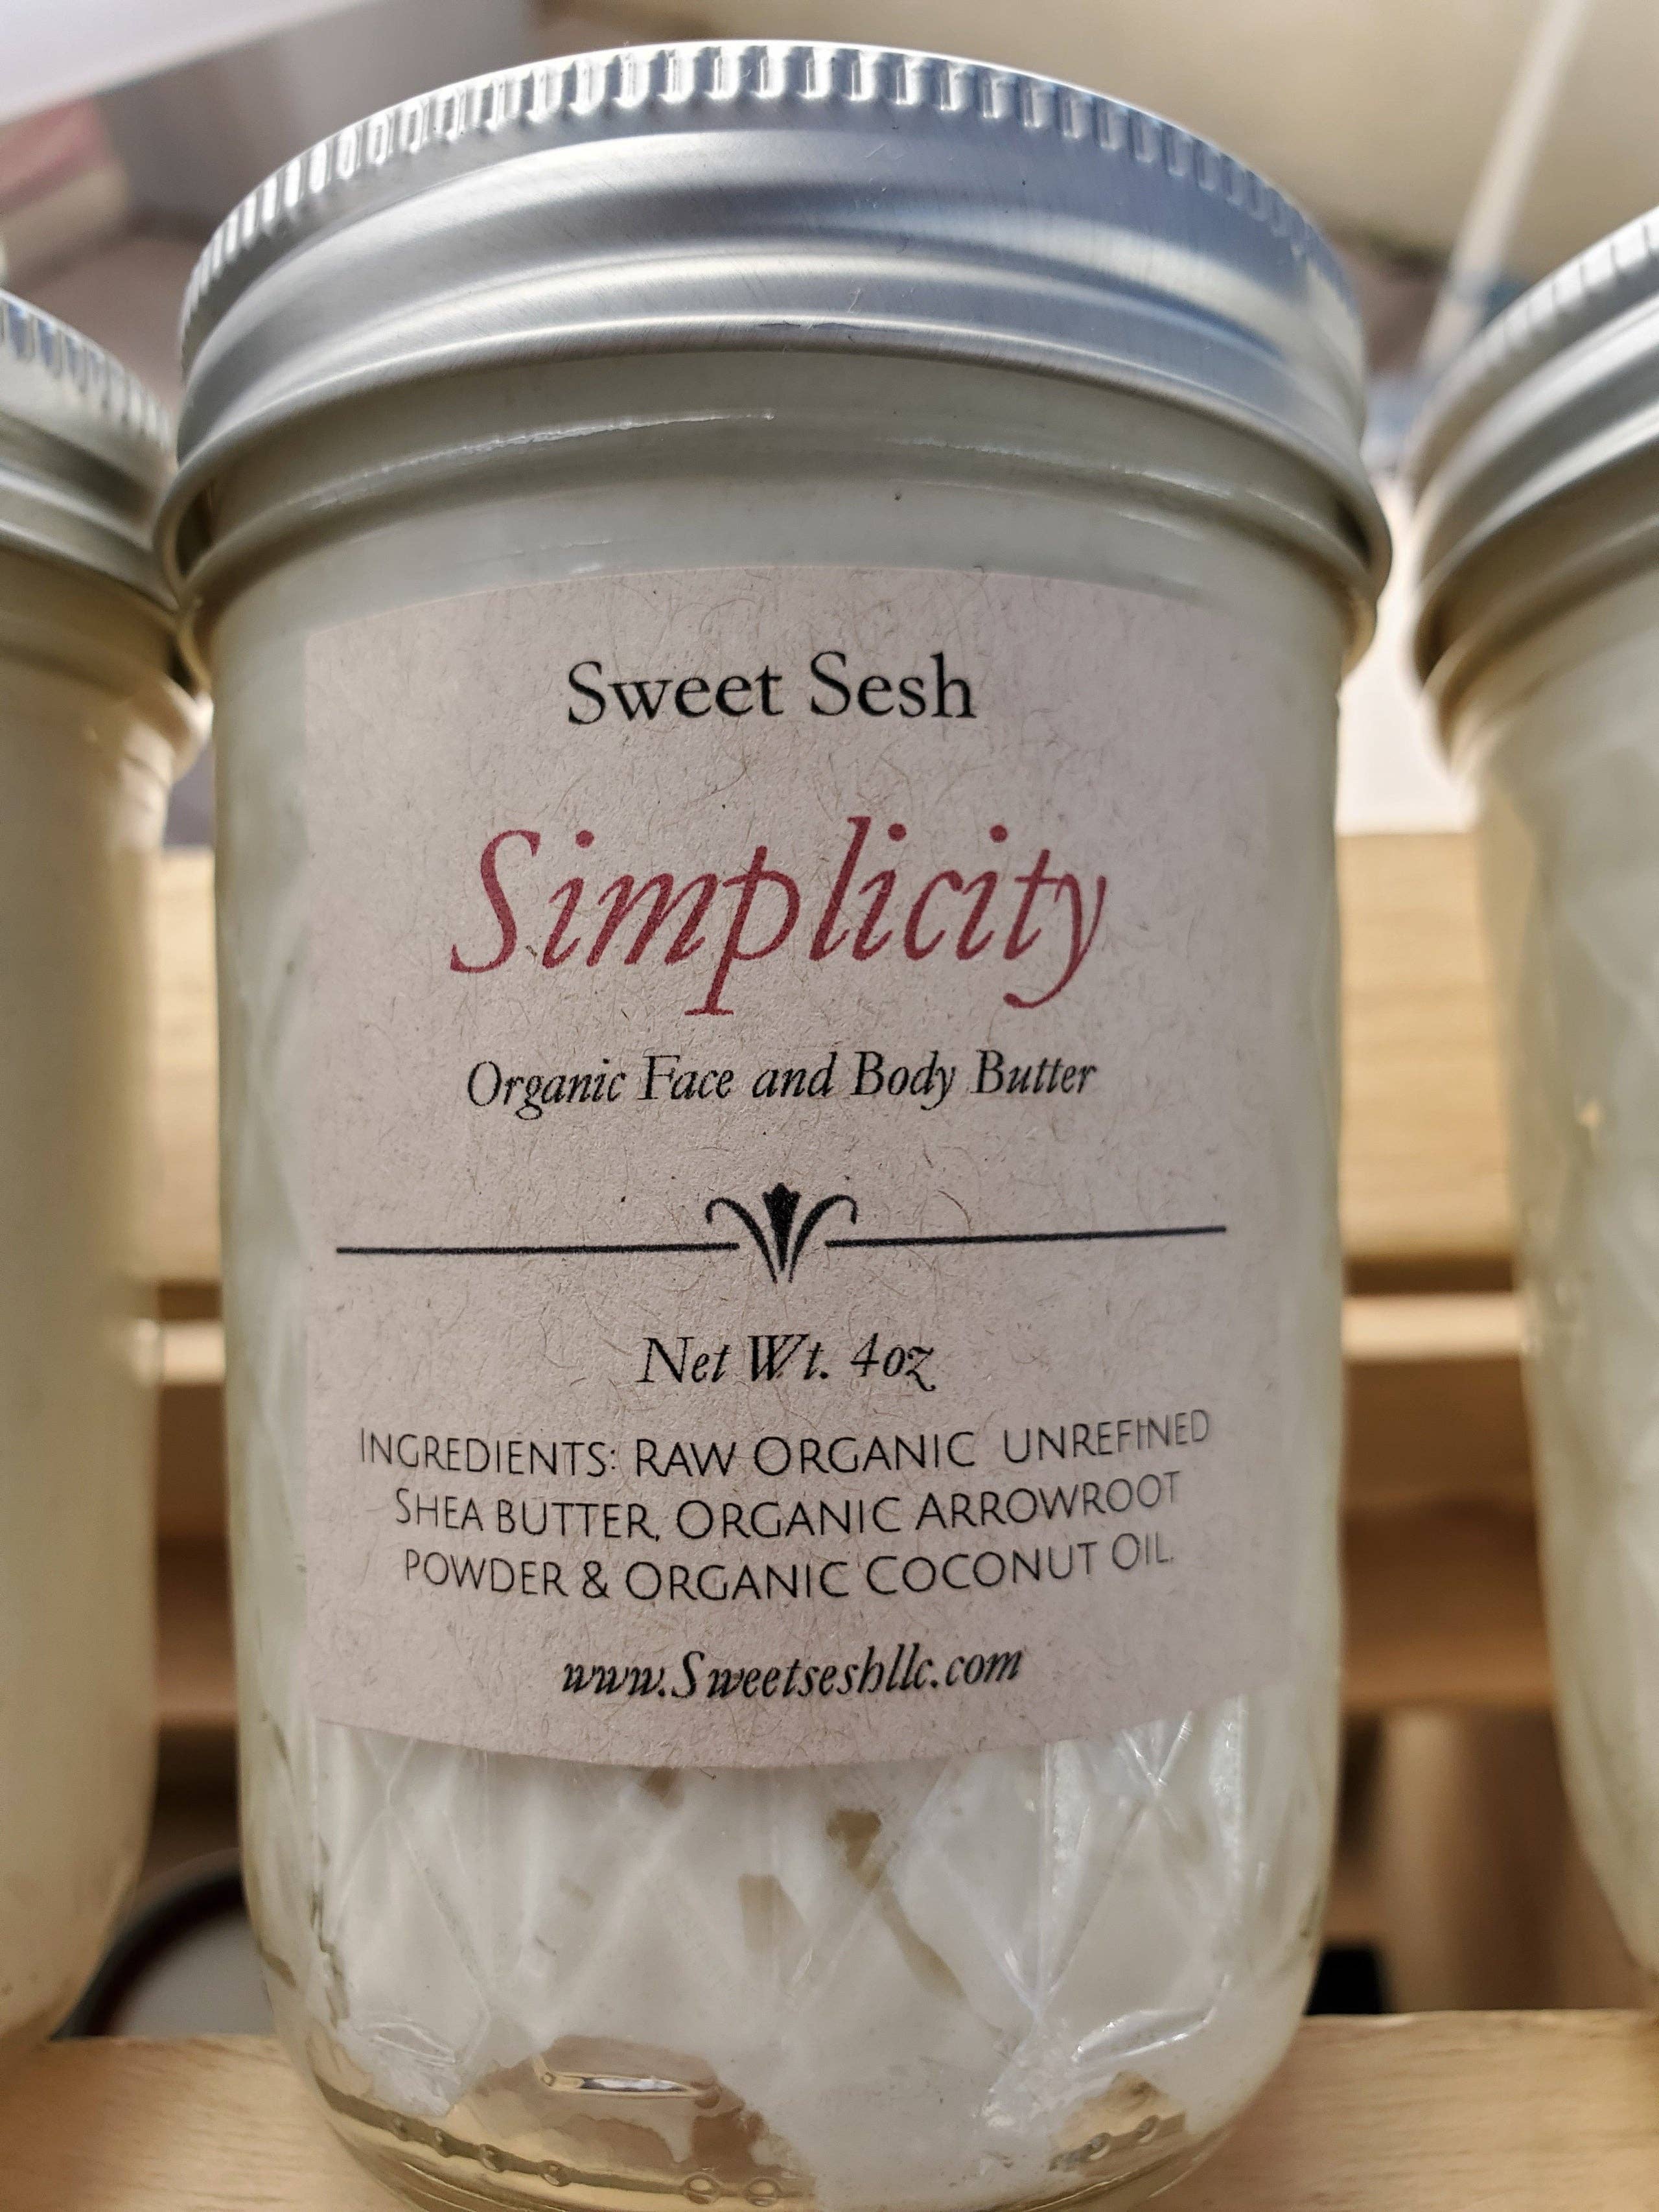 Sweet Sesh
Simplicity
Organic Face and Body Butter
Net Wt. 4oz
INGREDIENTS: RAW ORGANIC UNREFINED
SHEA BUTTER, ORGANIC ARROWROOT
POWDER & ORGANIC COCONUT OIL.
www.Sweetseshllc.com